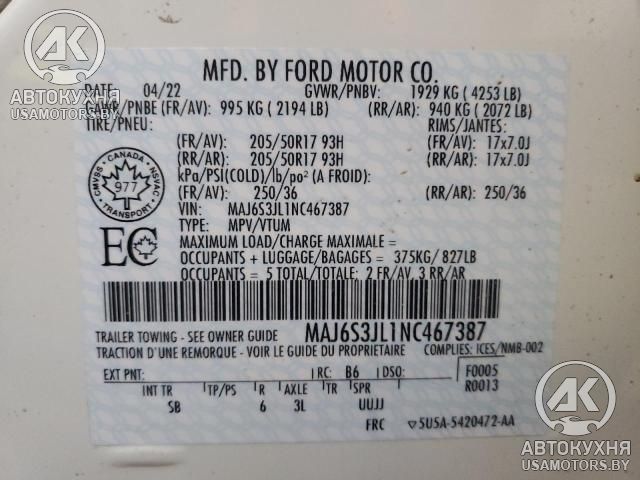 MFD. BY FORD MOTOR CO.
DATE: 04/22 GVWR/PNBV: 1929 KG ( 4253 LB)
GAWR/PNBE (FR/AV): 995 KG ( 2194 LB) (RR/AR): 940 KG ( 2072 LB)
TIRE/PNEU: RIMS/JANTES:
(FR/AV): 205/50R17 93H (FR/AV): 17x7.0J
(RR/AR): 205/50R17 93H (RR/AR): 17x7.0J
kPa/PSI(COLD)/lb/po² (A FROID):
(FR/AV): 250/36 (RR/AR): 250/36
VIN: MAJ6S3JL1NC467387
TYPE: MPV/VTUM
MAXIMUM LOAD/CHARGE MAXIMALE =
OCCUPANTS + LUGGAGE/BAGAGES = 375KG/ 827LB
OCCUPANTS = 5 TOTAL/TOTALE: 2 FR/AV, 3 RR/AR
CMVSS • CANADA • NSVAC
977
TRANSPORT
EC
TRAILER TOWING - SEE OWNER GUIDE MAJ6S3JL1NC467387
TRACTION D'UNE REMORQUE - VOIR LE GUIDE DU PROPRIETAIRE COMPLIES: ICES/NMB-002
EXT PNT: RC: B6 DSO: F0005
R0013
INT TR TP/PS R AXLE TR SPR
SB 6 3L UUJJ
FRC ▽5U5A-5420472-AA
АК
АВТОКУХНЯ
USAMOTORS.BY
АК
АВТОКУХНЯ
USAMOTORS.BY